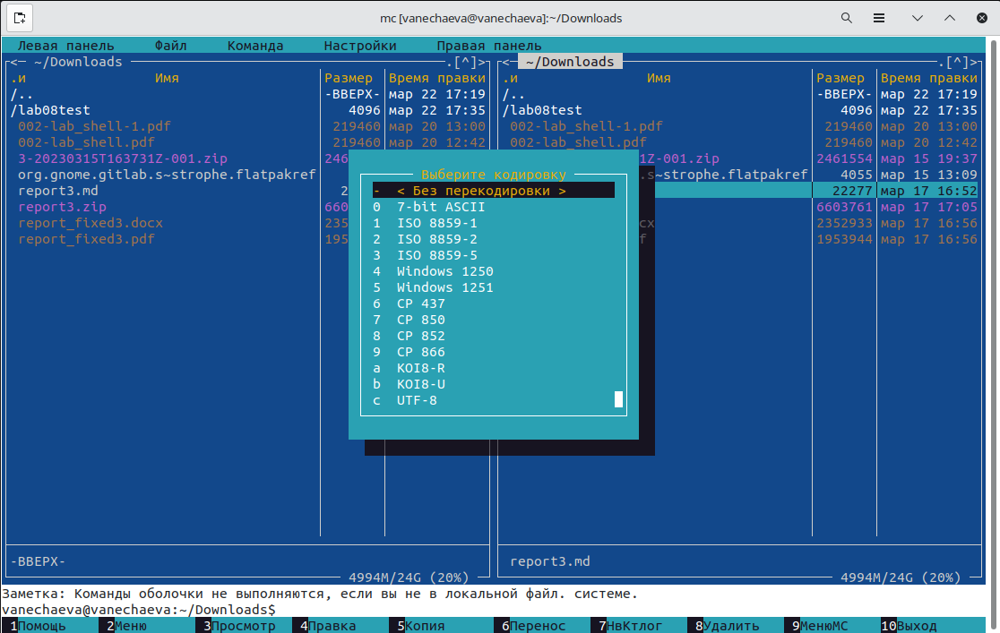 mc [vanechaeva@vanechaeva]:~/Downloads
Левая панель Файл Команда Настройки Правая панель
<─ ~/Downloads .[^]>
.и Имя Размер Время правки
/.. -ВВЕРХ- мар 22 17:19
/lab08test 4096 мар 22 17:35
002-lab_shell-1.pdf 219460 мар 20 13:00
002-lab_shell.pdf 219460 мар 20 12:42
3-20230315T163731Z-001.zip 246
org.gnome.gitlab.s~strophe.flatpakref
report3.md 2
report3.zip 660
report_fixed3.docx 235
report_fixed3.pdf 195
-ВВЕРХ-
4994M/24G (20%)
<─ ~/Downloads .[^]>
.и Имя Размер Время правки
/.. -ВВЕРХ- мар 22 17:19
/lab08test 4096 мар 22 17:35
002-lab_shell-1.pdf 219460 мар 20 13:00
002-lab_shell.pdf 219460 мар 20 12:42
1Z-001.zip 2461554 мар 15 19:37
.s~strophe.flatpakref 4055 мар 15 13:09
22277 мар 17 16:52
6603761 мар 17 17:05
cx 2352933 мар 17 16:56
f 1953944 мар 17 16:56
report3.md
4994M/24G (20%)
Выберите кодировку
- < Без перекодировки >
0 7-bit ASCII
1 ISO 8859-1
2 ISO 8859-2
3 ISO 8859-5
4 Windows 1250
5 Windows 1251
6 CP 437
7 CP 850
8 CP 852
9 CP 866
a KOI8-R
b KOI8-U
c UTF-8
Заметка: Команды оболочки не выполняются, если вы не в локальной файл. системе.
vanechaeva@vanechaeva:~/Downloads$
1Помощь 2Меню 3Просмотр 4Правка 5Копия 6Перенос 7НвКтлог 8Удалить 9МенюМС 10Выход